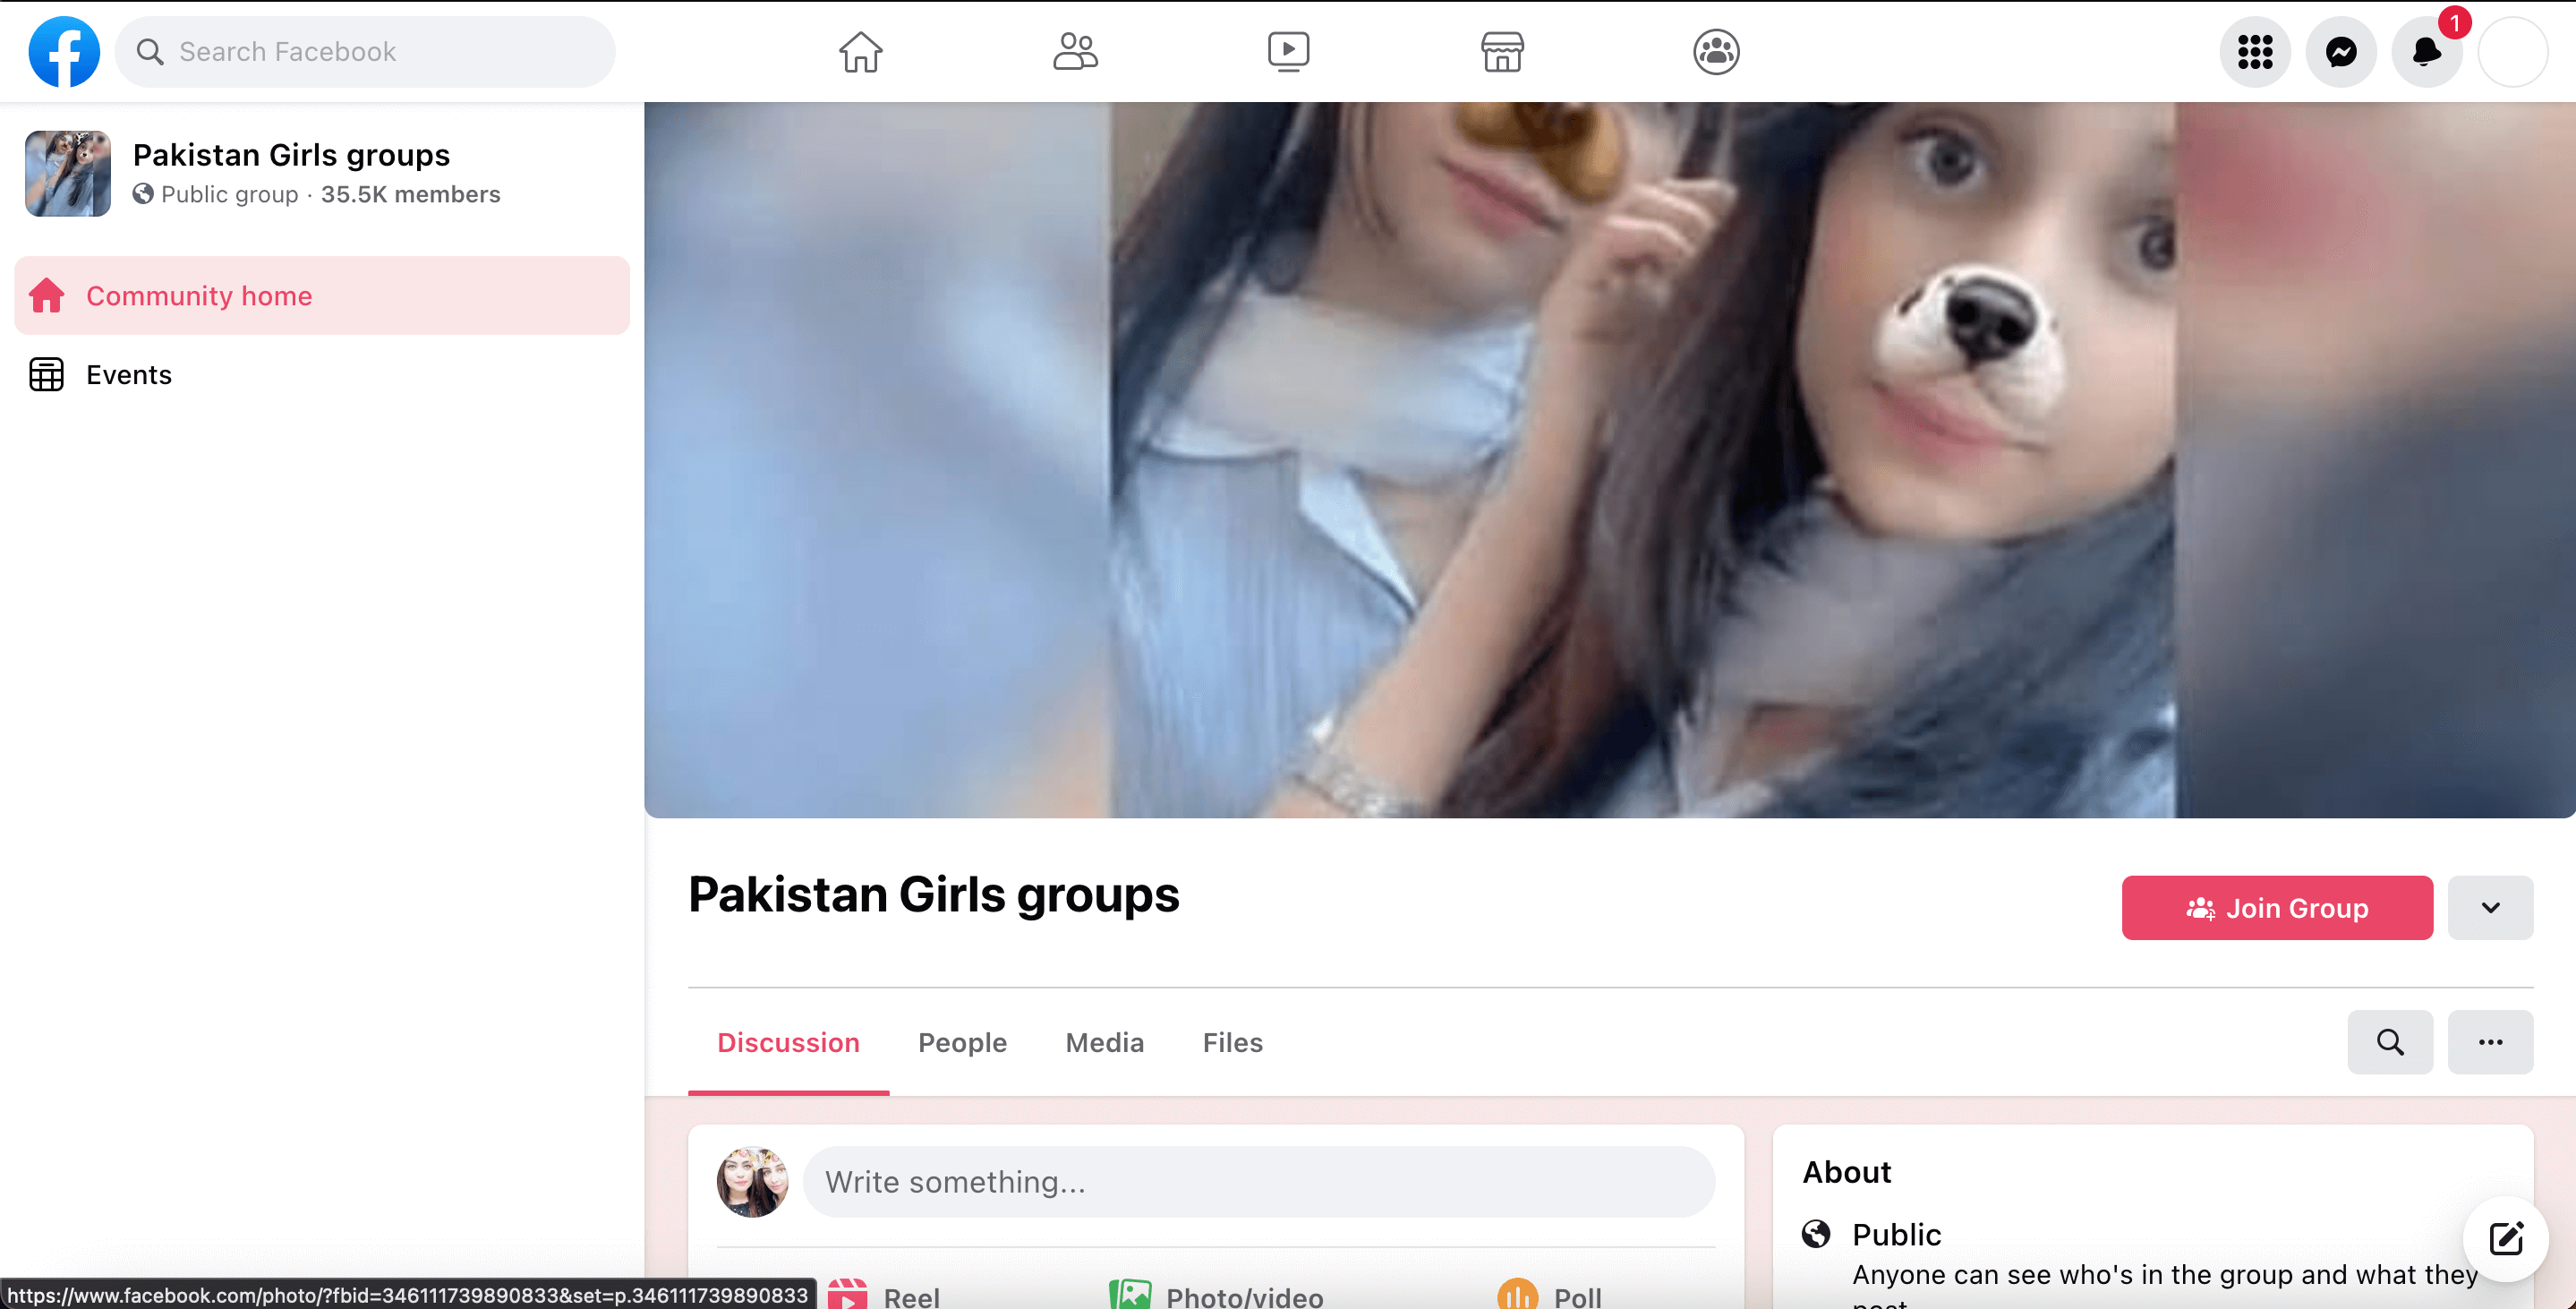 Search Facebook
1
Pakistan Girls groups
Public group · 35.5K members
Community home
Events
Pakistan Girls groups
Join Group
Discussion
People
Media
Files
Write something...
Reel
Photo/video
Poll
About
Public
Anyone can see who's in the group and what they
post.
https://www.facebook.com/photo/?fbid=346111739890833&set=p.346111739890833